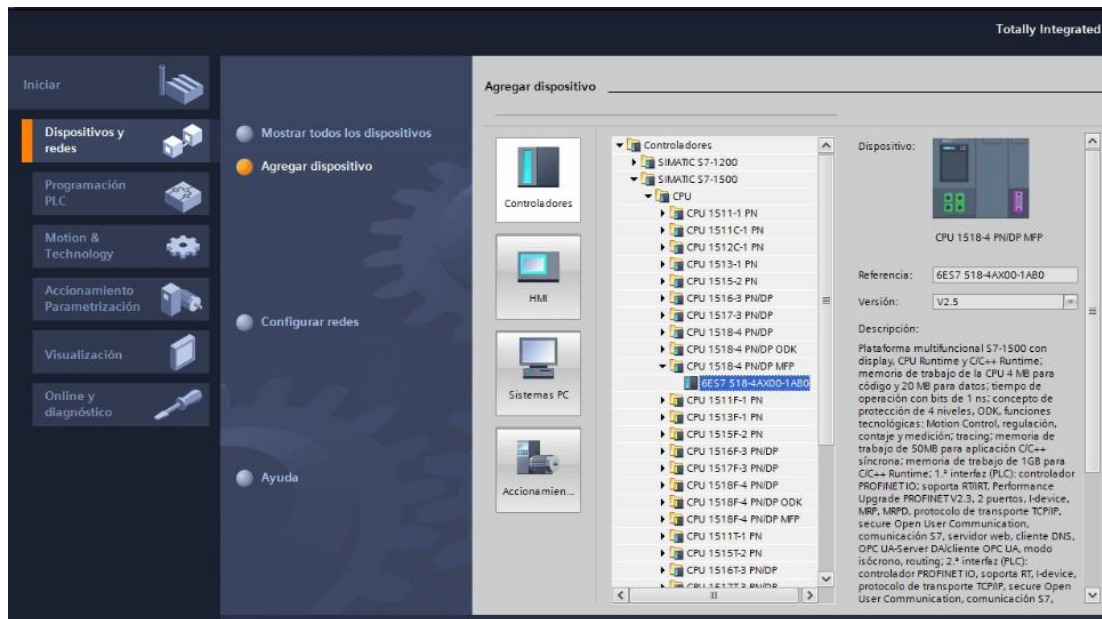 Totally Integrated
Iniciar
Dispositivos y
redes
Programación
PLC
Motion &
Technology
Accionamiento
Parametrización
Visualización
Online y
diagnóstico
Mostrar todos los dispositivos
Agregar dispositivo
Configurar redes
Ayuda
Agregar dispositivo
Controladores
HMI
Sistemas PC
Accionamien...
Controladores
SIMATIC S7-1200
SIMATIC S7-1500
CPU
CPU 1511-1 PN
CPU 1511C-1 PN
CPU 1512C-1 PN
CPU 1513-1 PN
CPU 1515-2 PN
CPU 1516-3 PN/DP
CPU 1517-3 PN/DP
CPU 1518-4 PN/DP
CPU 1518-4 PN/DP ODK
CPU 1518-4 PN/DP MFP
6ES7 518-4AX00-1AB0
CPU 1511F-1 PN
CPU 1513F-1 PN
CPU 1515F-2 PN
CPU 1516F-3 PN/DP
CPU 1517F-3 PN/DP
CPU 1518F-4 PN/DP
CPU 1518F-4 PN/DP ODK
CPU 1518F-4 PN/DP MFP
CPU 1511T-1 PN
CPU 1515T-2 PN
CPU 1516T-3 PN/DP
CPU 1517T-3 PN/DP
Dispositivo:
CPU 1518-4 PN/DP MFP
Referencia: 6ES7 518-4AX00-1AB0
Versión: V2.5
Descripción:
Plataforma multifuncional S7-1500 con
display, CPU Runtime y C/C++ Runtime;
memoria de trabajo de la CPU 4 MB para
código y 20 MB para datos; tiempo de
operación con bits de 1 ns; concepto de
protección de 4 niveles, ODK, funciones
tecnológicas: Motion Control, regulación,
contaje y medición; tracing; memoria de
trabajo de 50MB para aplicación C/C++
síncrona; memoria de trabajo de 1GB para
C/C++ Runtime; 1.ª interfaz (PLC): controlador
PROFINET IO; soporta RT/IRT, Performance
Upgrade PROFINET V2.3, 2 puertos, I-device,
MRP, MRPD, protocolo de transporte TCP/IP,
secure Open User Communication,
comunicación S7, servidor web, cliente DNS,
OPC UA-Server DA/cliente OPC UA, modo
isócrono, routing; 2.ª interfaz (PLC):
controlador PROFINET IO, soporta RT, I-device,
protocolo de transporte TCP/IP, secure Open
User Communication, comunicación S7,